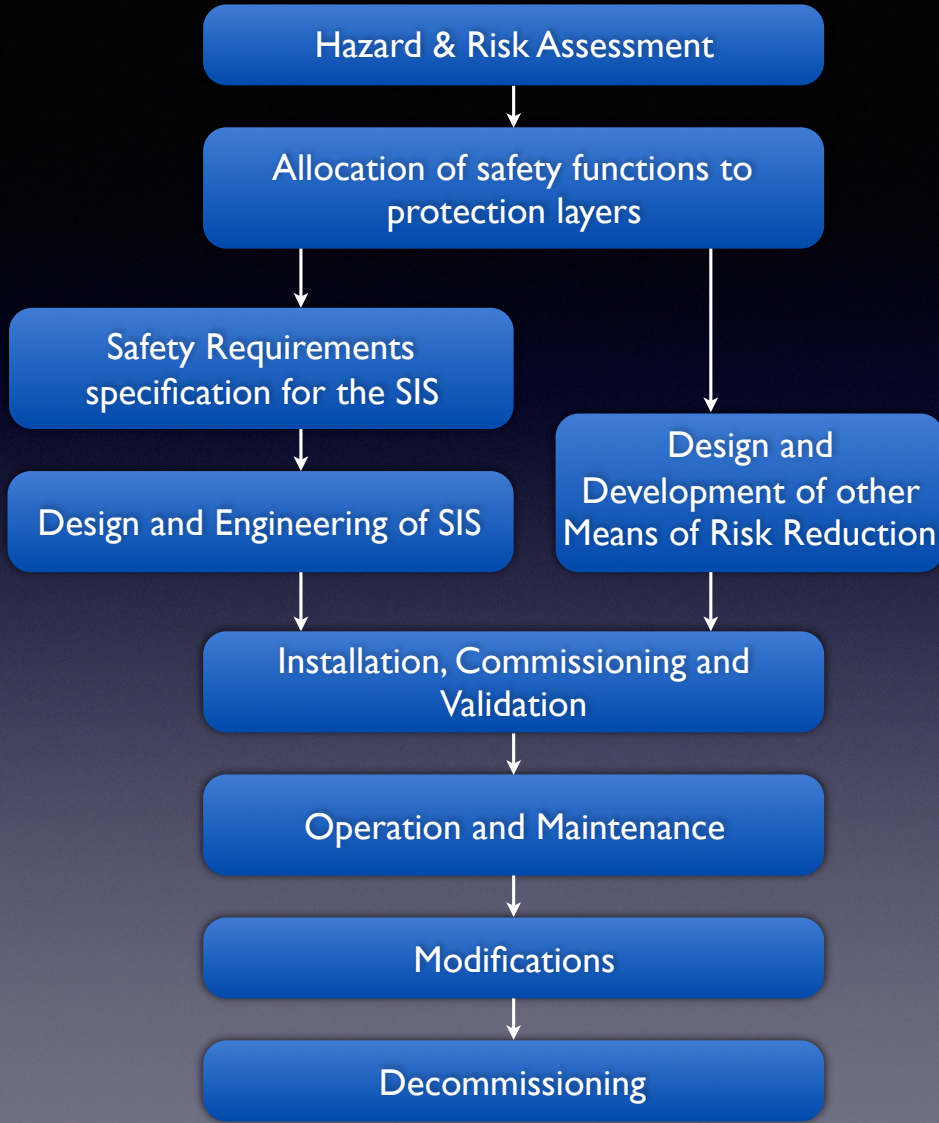 Hazard & Risk Assessment
Allocation of safety functions to
protection layers
Safety Requirements
specification for the SIS
Design and Engineering of SIS
Design and
Development of other
Means of Risk Reduction
Installation, Commissioning and
Validation
Operation and Maintenance
Modifications
Decommissioning